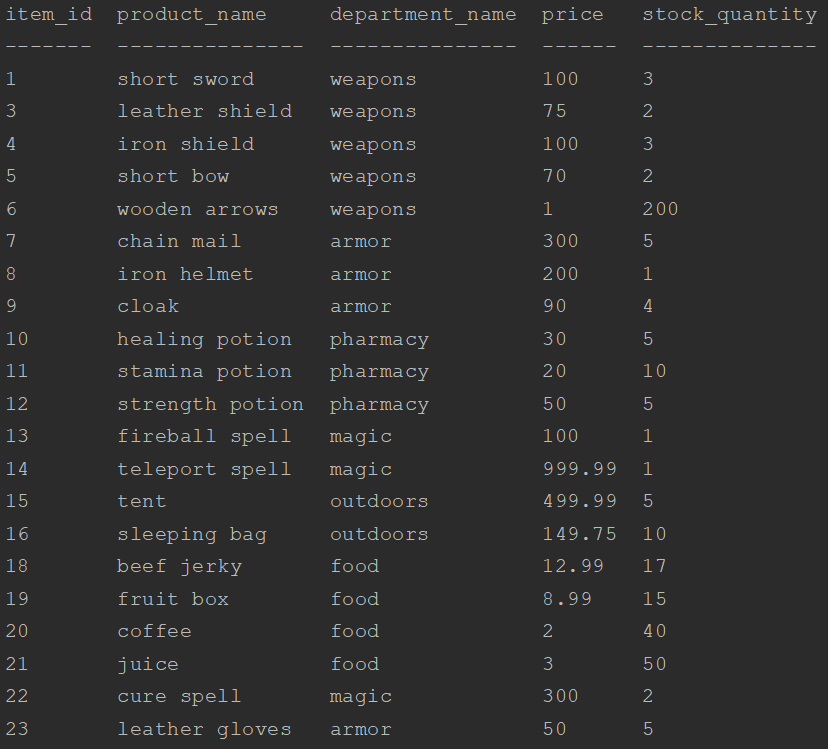 item_id  product_name     department_name  price   stock_quantity
-------  ---------------  ---------------  ------  --------------
1        short sword      weapons          100     3
3        leather shield   weapons          75      2
4        iron shield      weapons          100     3
5        short bow        weapons          70      2
6        wooden arrows    weapons          1       200
7        chain mail       armor            300     5
8        iron helmet      armor            200     1
9        cloak            armor            90      4
10       healing potion   pharmacy         30      5
11       stamina potion   pharmacy         20      10
12       strength potion  pharmacy         50      5
13       fireball spell   magic            100     1
14       teleport spell   magic            999.99  1
15       tent             outdoors         499.99  5
16       sleeping bag     outdoors         149.75  10
18       beef jerky       food             12.99   17
19       fruit box        food             8.99    15
20       coffee           food             2       40
21       juice            food             3       50
22       cure spell       magic            300     2
23       leather gloves   armor            50      5